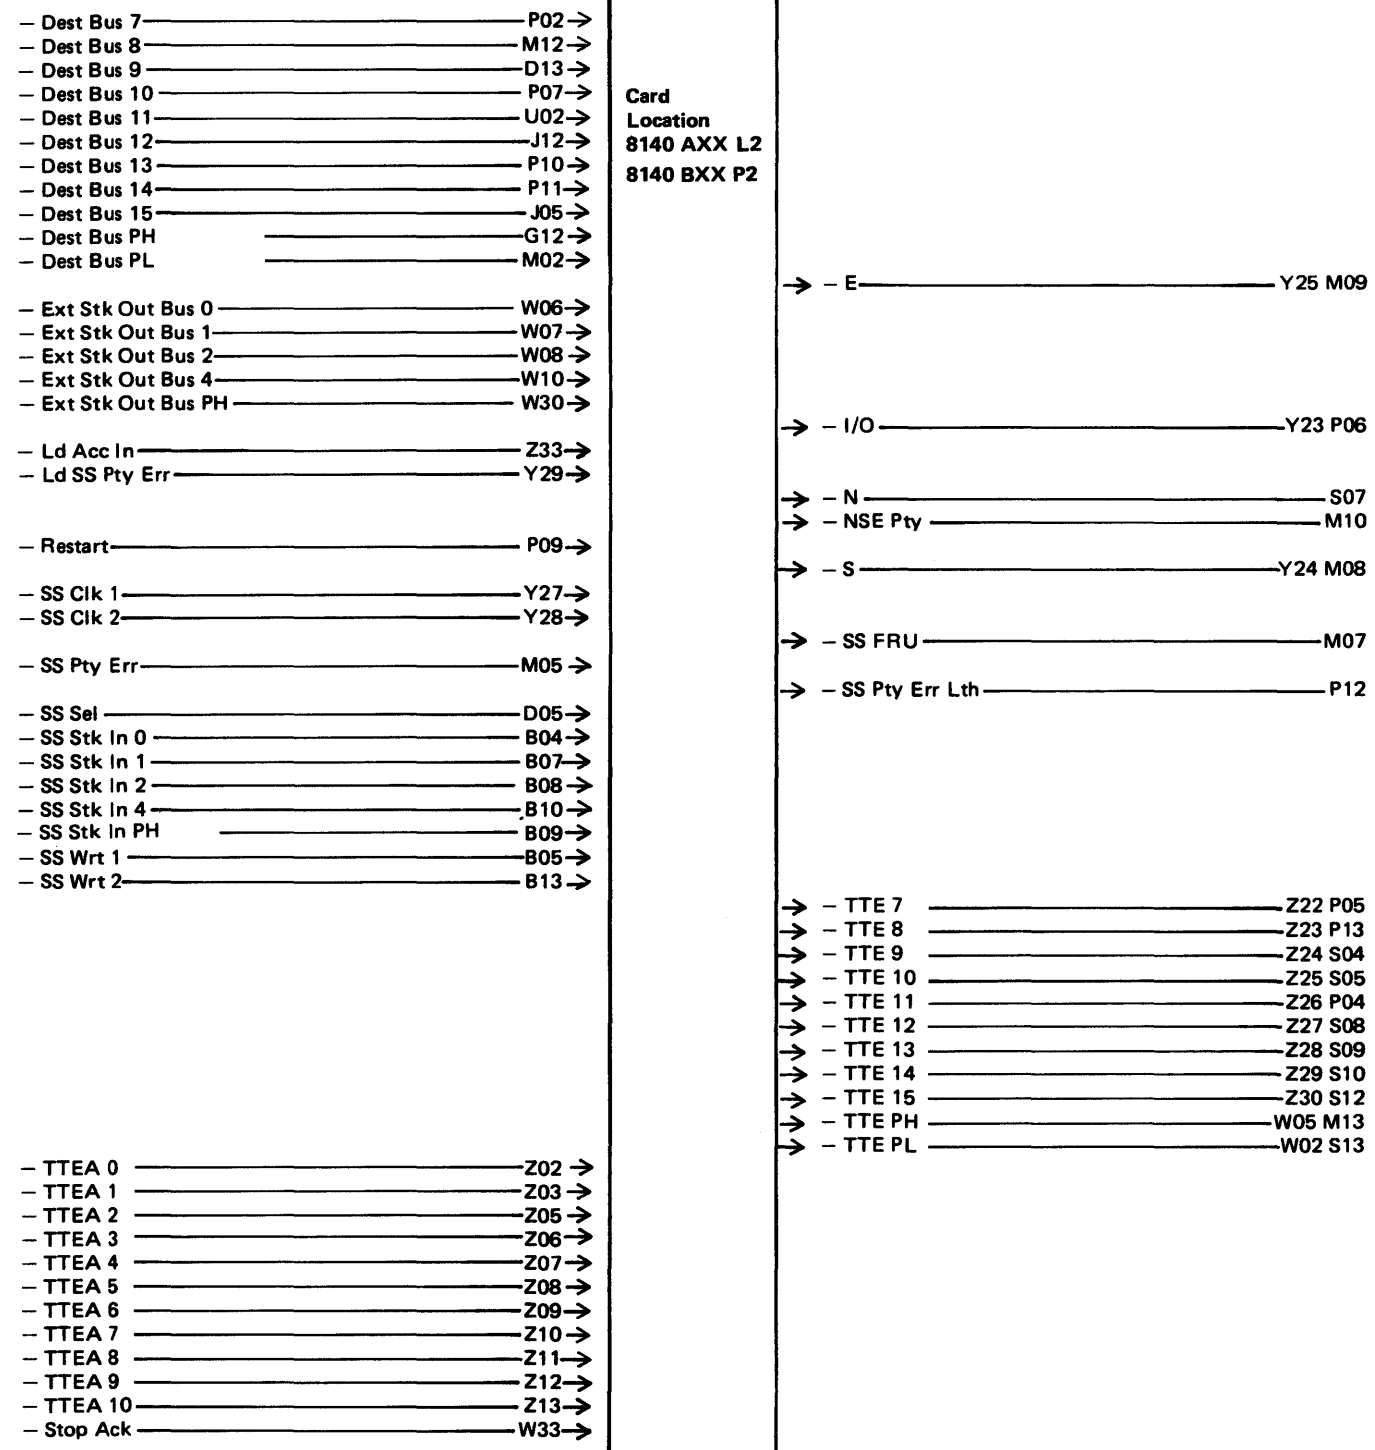 – Dest Bus 7 P02
– Dest Bus 8 M12
– Dest Bus 9 D13
– Dest Bus 10 P07
– Dest Bus 11 U02
– Dest Bus 12 J12
– Dest Bus 13 P10
– Dest Bus 14 P11
– Dest Bus 15 J05
– Dest Bus PH G12
– Dest Bus PL M02
– Ext Stk Out Bus 0 W06
– Ext Stk Out Bus 1 W07
– Ext Stk Out Bus 2 W08
– Ext Stk Out Bus 4 W10
– Ext Stk Out Bus PH W30
– Ld Acc In Z33
– Ld SS Pty Err Y29
– Restart P09
– SS Clk 1 Y27
– SS Clk 2 Y28
– SS Pty Err M05
– SS Sel D05
– SS Stk In 0 B04
– SS Stk In 1 B07
– SS Stk In 2 B08
– SS Stk In 4 B10
– SS Stk In PH B09
– SS Wrt 1 B05
– SS Wrt 2 B13
– TTEA 0 Z02
– TTEA 1 Z03
– TTEA 2 Z05
– TTEA 3 Z06
– TTEA 4 Z07
– TTEA 5 Z08
– TTEA 6 Z09
– TTEA 7 Z10
– TTEA 8 Z11
– TTEA 9 Z12
– TTEA 10 Z13
– Stop Ack W33
Card
Location
8140 AXX L2
8140 BXX P2
– E Y25 M09
– I/O Y23 P06
– N S07
– NSE Pty M10
– S Y24 M08
– SS FRU M07
– SS Pty Err Lth P12
– TTE 7 Z22 P05
– TTE 8 Z23 P13
– TTE 9 Z24 S04
– TTE 10 Z25 S05
– TTE 11 Z26 P04
– TTE 12 Z27 S08
– TTE 13 Z28 S09
– TTE 14 Z29 S10
– TTE 15 Z30 S12
– TTE PH W05 M13
– TTE PL W02 S13